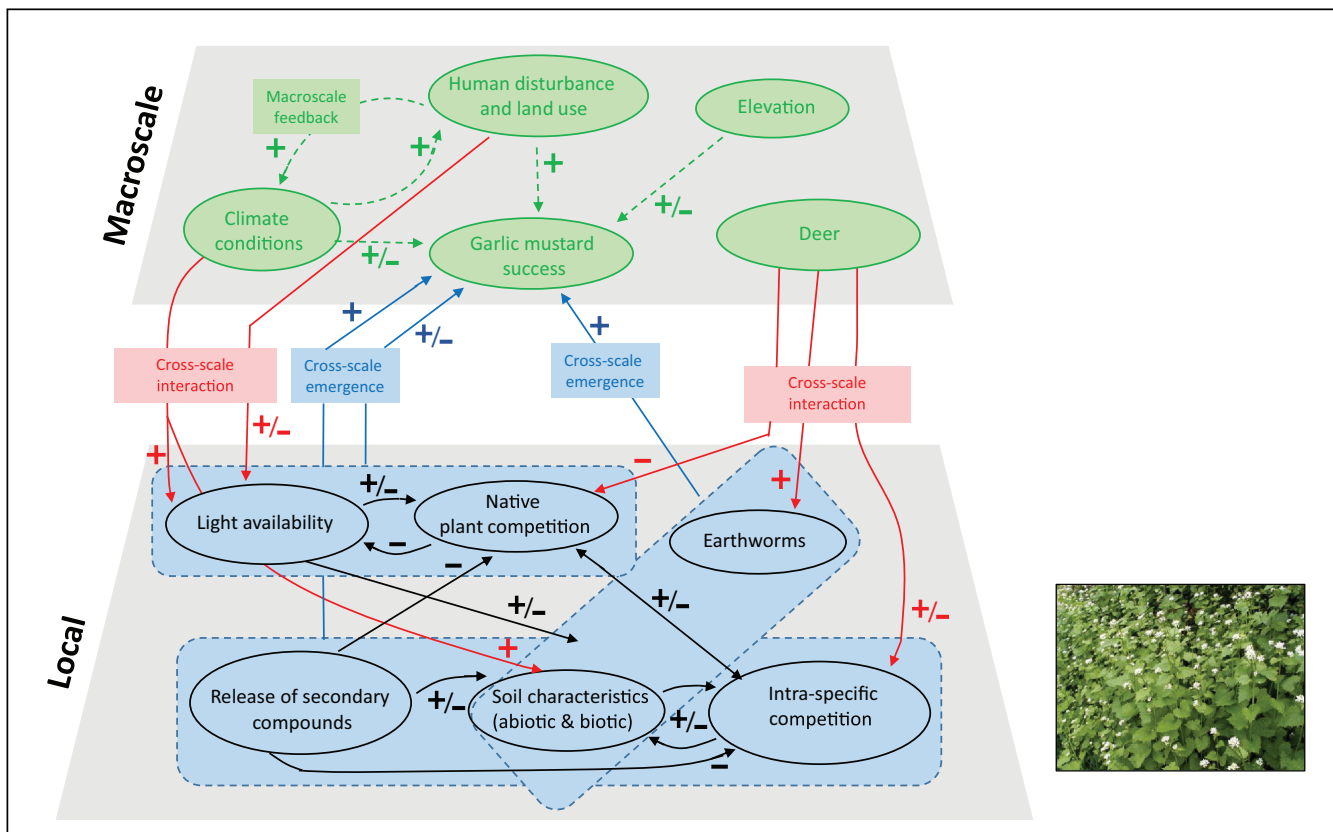 Macroscale
Human disturbance
and land use
Elevation
Macroscale
feedback
+
+
+
+/-
Climate
conditions
+/-
Garlic mustard
success
Deer
+
+/-
+
Cross-scale
interaction
Cross-scale
emergence
Cross-scale
emergence
Cross-scale
interaction
+
+/-
Local
-
+
+/-
Light availability
Native
plant competition
Earthworms
-
-
+/-
+/-
+/-
+
Release of secondary
compounds
+/-
Soil characteristics
(abiotic & biotic)
+/-
Intra-specific
competition
-